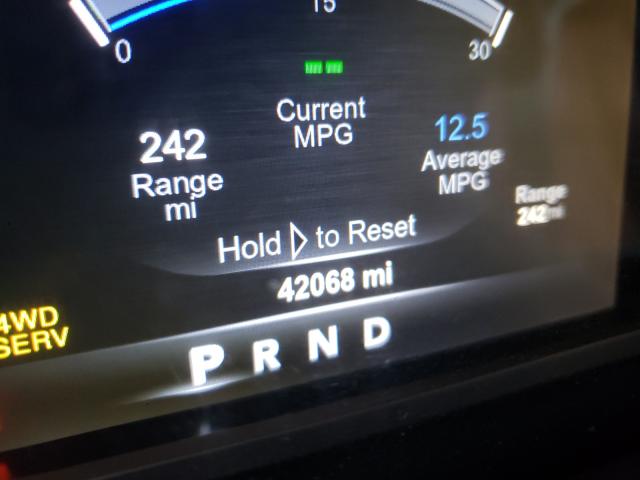 15
0
30
Current
MPG
242
Range
mi
12.5
Average
MPG
Range
242 mi
Hold ▷ to Reset
42068 mi
4WD
SERV
P R N D